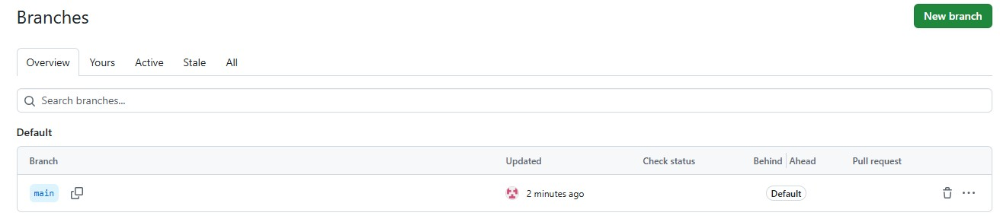 Branches
New branch
Overview Yours Active Stale All
Search branches...
Default
Branch Updated Check status Behind Ahead Pull request
main 2 minutes ago Default